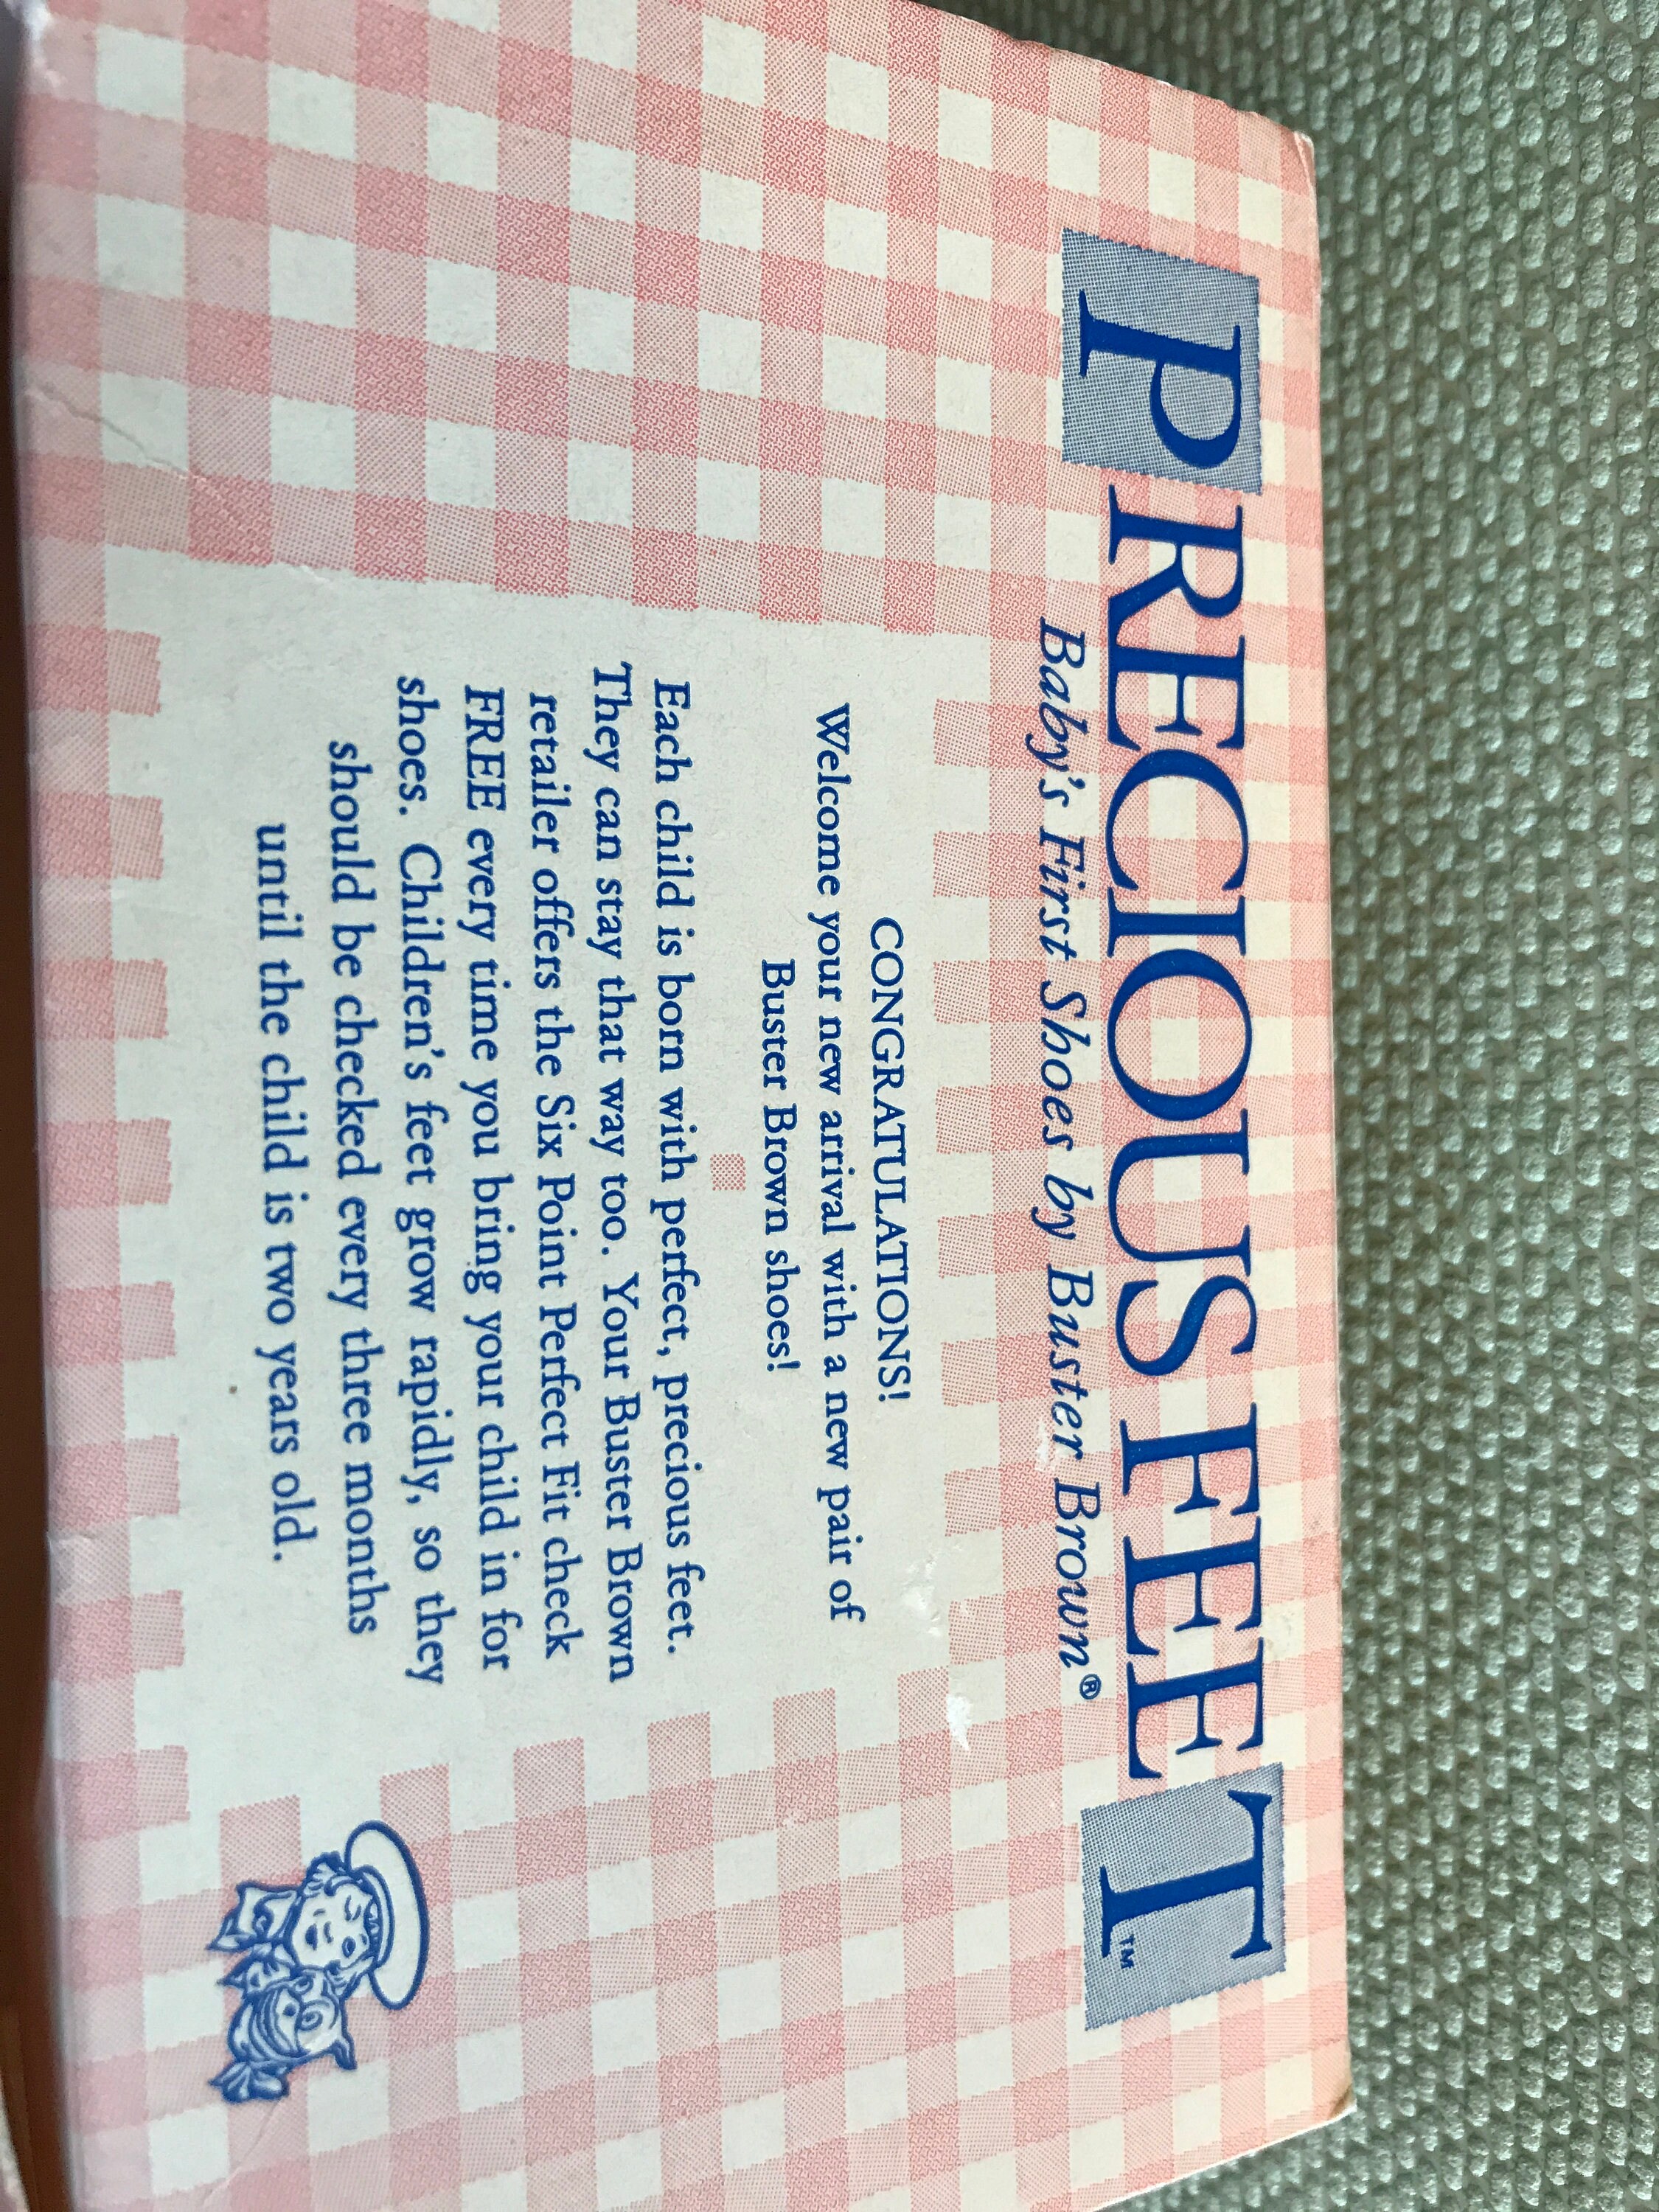 PRECIOUS FEET™
Baby's First Shoes by Buster Brown®
CONGRATULATIONS!
Welcome your new arrival with a new pair of
Buster Brown shoes!
Each child is born with perfect, precious feet.
They can stay that way too. Your Buster Brown
retailer offers the Six Point Perfect Fit check
FREE every time you bring your child in for
shoes. Children's feet grow rapidly, so they
should be checked every three months
until the child is two years old.